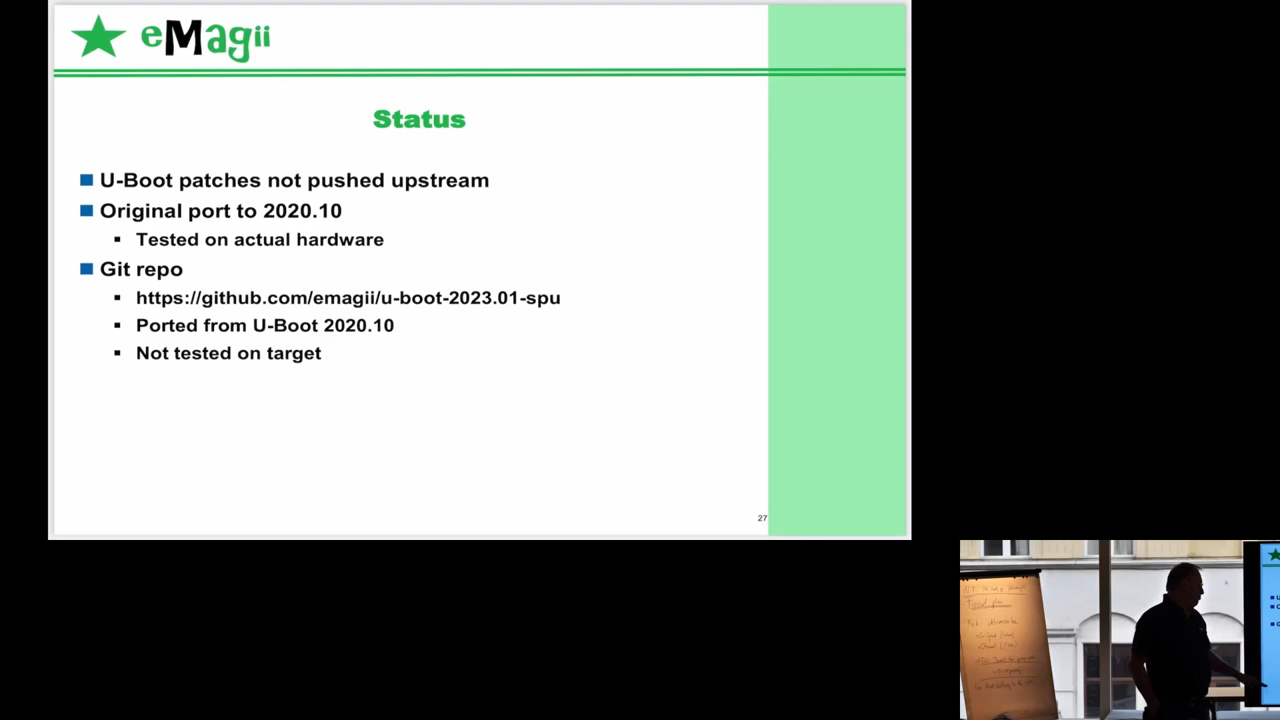 eMagii
Status
U-Boot patches not pushed upstream
Original port to 2020.10
Tested on actual hardware
Git repo
https://github.com/emagii/u-boot-2023.01-spu
Ported from U-Boot 2020.10
Not tested on target
27